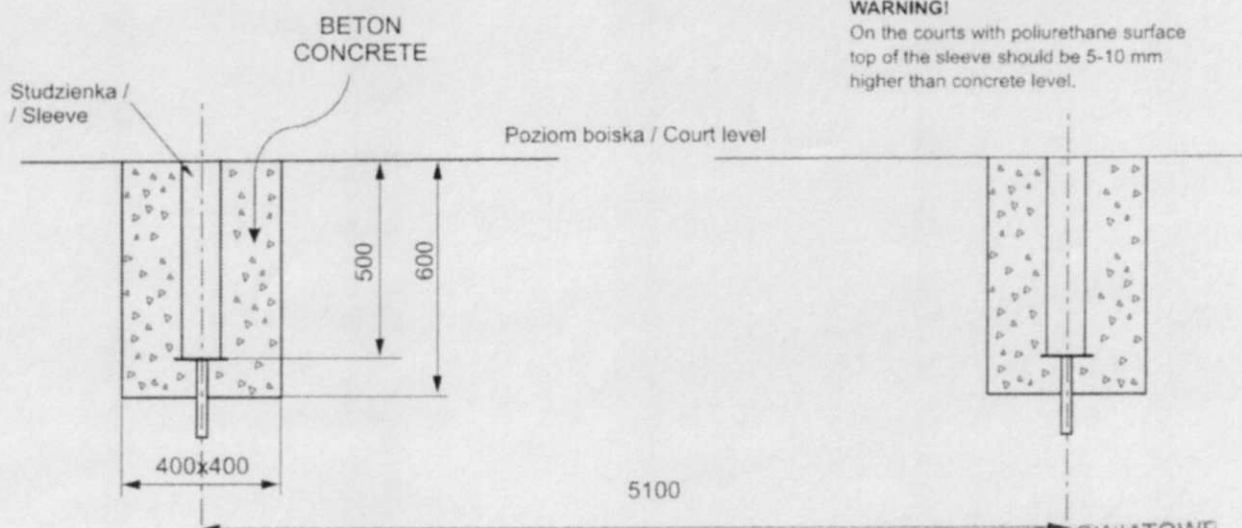 WARNING!
On the courts with poliurethane surface
top of the sleeve should be 5-10 mm
higher than concrete level.
BETON
CONCRETE
Studzienka /
/ Sleeve
Poziom boiska / Court level
500
600
400x400
5100